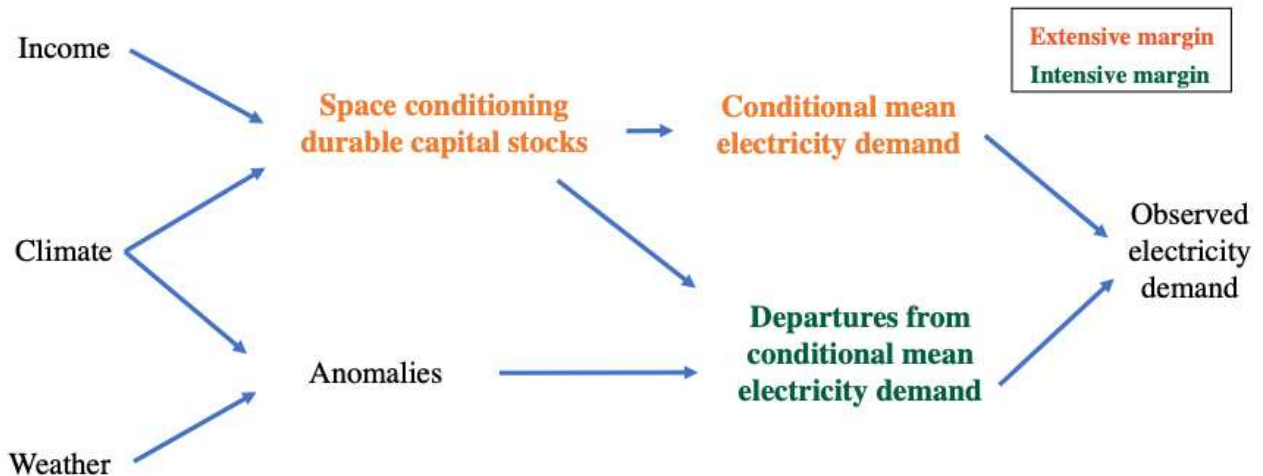 Income
Extensive margin
Intensive margin
Space conditioning
durable capital stocks
Conditional mean
electricity demand
Climate
Observed
electricity
demand
Departures from
conditional mean
electricity demand
Anomalies
Weather